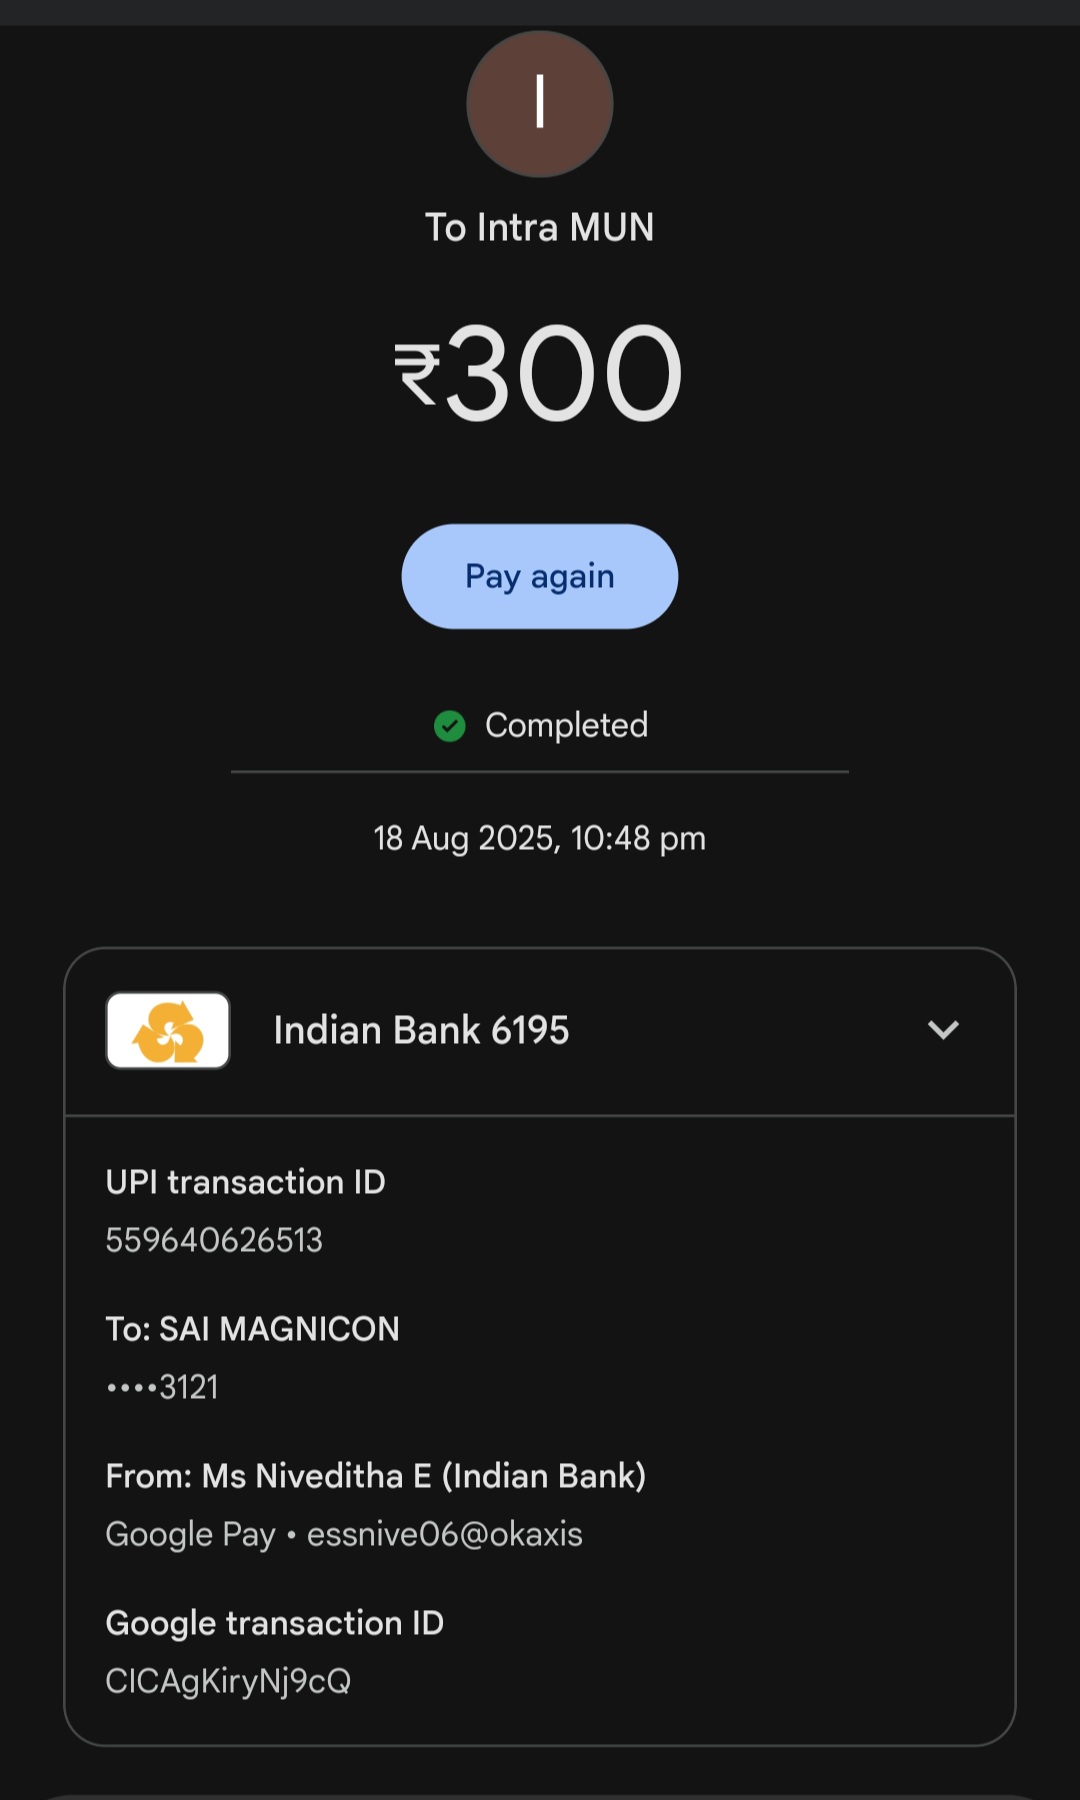 I
To Intra MUN
₹300
Pay again
Completed
18 Aug 2025, 10:48 pm
Indian Bank 6195
UPI transaction ID
559640626513
To: SAI MAGNICON
••••3121
From: Ms Niveditha E (Indian Bank)
Google Pay • essnive06@okaxis
Google transaction ID
CICAgKiryNj9cQ